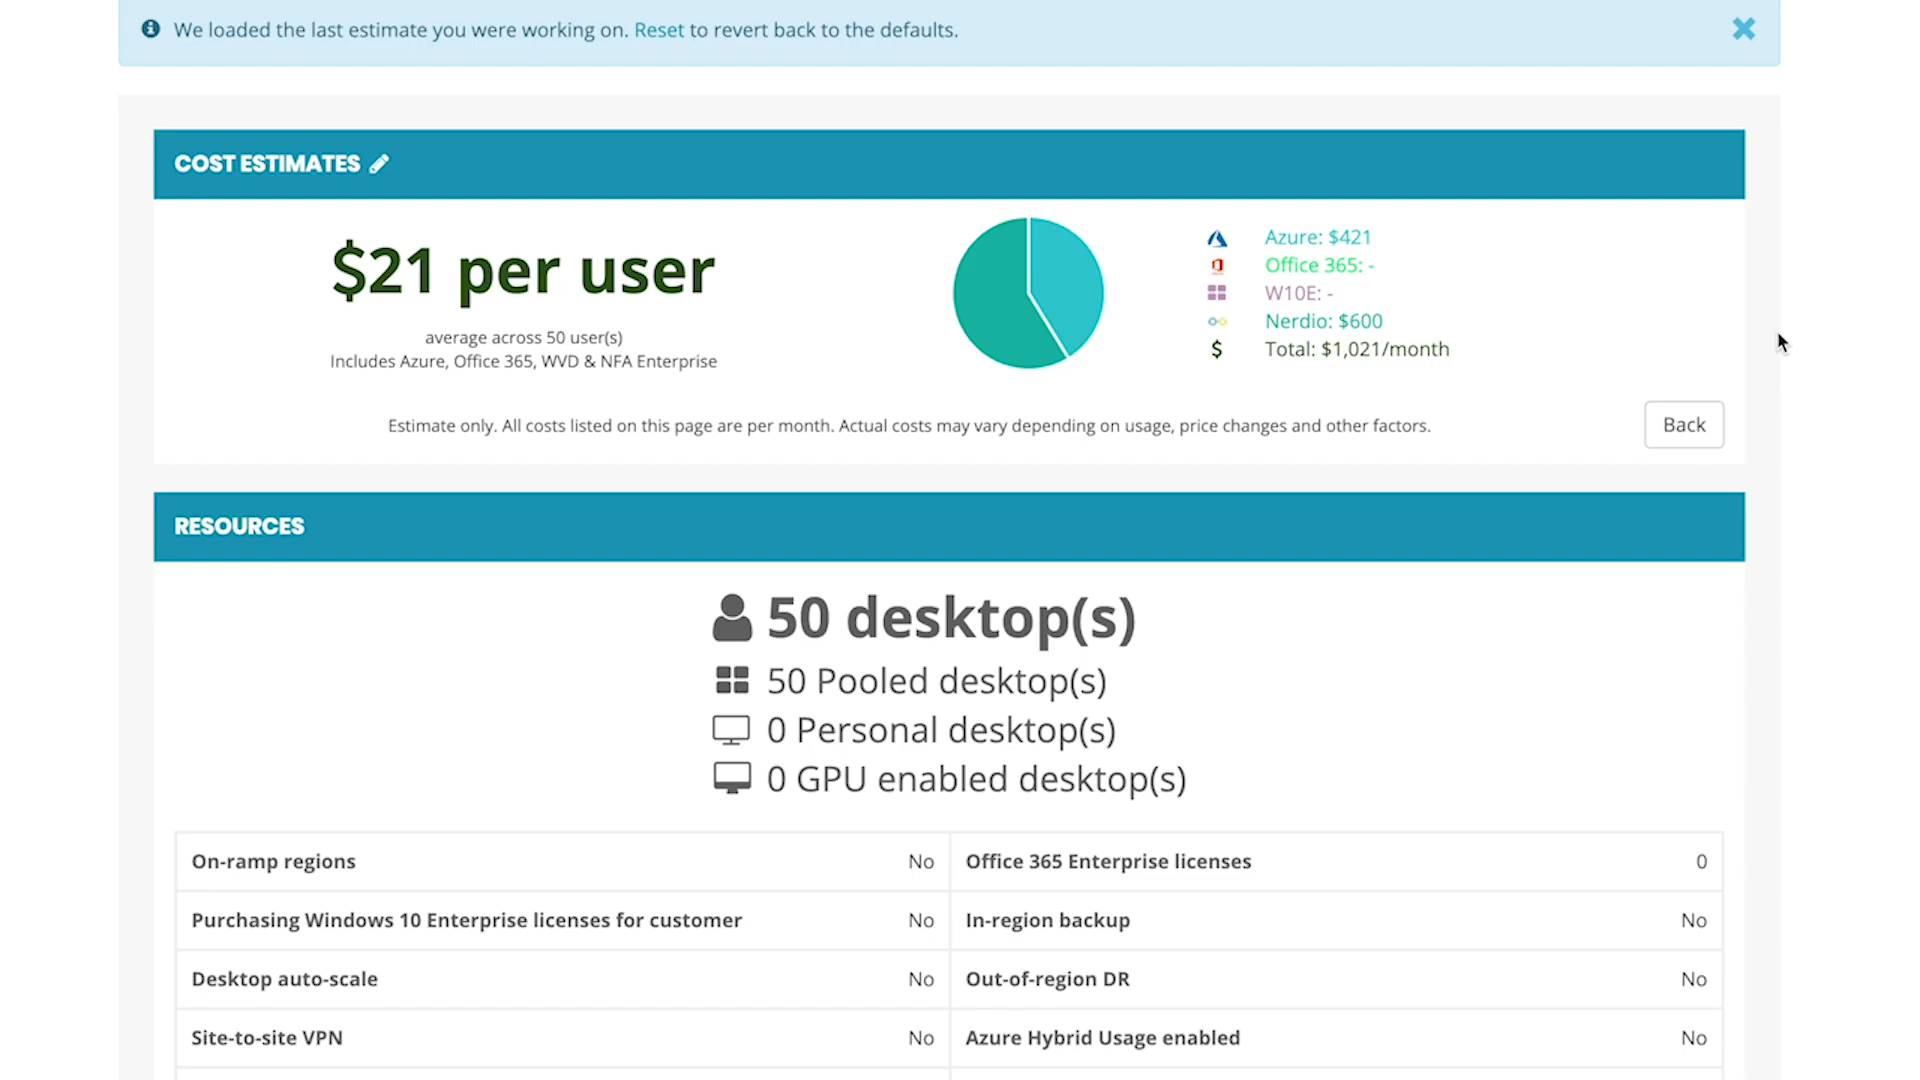 We loaded the last estimate you were working on. Reset to revert back to the defaults.
COST ESTIMATES
$21 per user
average across 50 user(s)
Includes Azure, Office 365, WVD & NFA Enterprise
Azure: $421
Office 365: -
W10E: -
Nerdio: $600
$ Total: $1,021/month
Estimate only. All costs listed on this page are per month. Actual costs may vary depending on usage, price changes and other factors.
Back
RESOURCES
50 desktop(s)
50 Pooled desktop(s)
0 Personal desktop(s)
0 GPU enabled desktop(s)
On-ramp regions No Office 365 Enterprise licenses 0
Purchasing Windows 10 Enterprise licenses for customer No In-region backup No
Desktop auto-scale No Out-of-region DR No
Site-to-site VPN No Azure Hybrid Usage enabled No